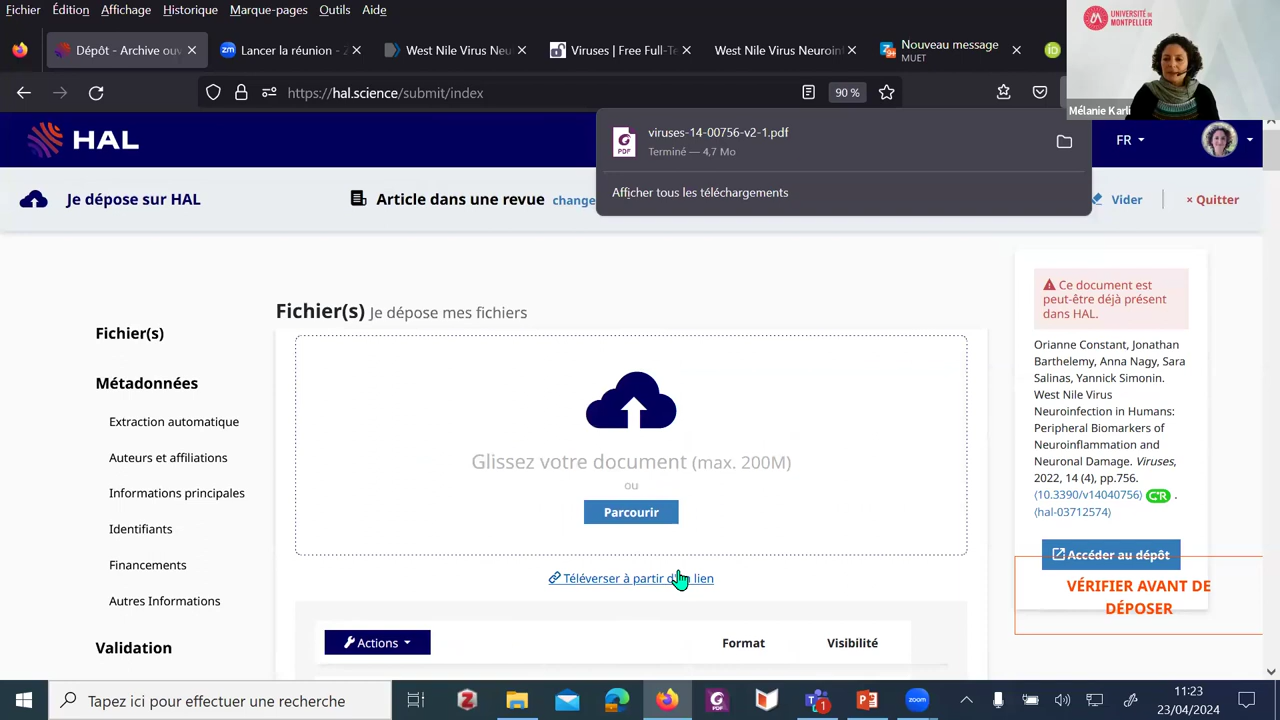 Fichier Édition Affichage Historique Marque-pages Outils Aide
UNIVERSITÉ DE
MONTPELLIER
Dépôt - Archive ouv
zm Lancer la réunion - Z
West Nile Virus Neu
Viruses | Free Full-Te
West Nile Virus Neuroin
Nouveau message
MUET
iD
https://hal.science/submit/index
90 %
Mélanie Karli
HAL
viruses-14-00756-v2-1.pdf
Terminé — 4,7 Mo
Afficher tous les téléchargements
FR
Je dépose sur HAL
Article dans une revue change
Vider
× Quitter
Fichier(s) Je dépose mes fichiers
Fichier(s)
Métadonnées
Extraction automatique
Auteurs et affiliations
Informations principales
Identifiants
Financements
Autres Informations
Validation
Glissez votre document (max. 200M)
ou
Parcourir
Téléverser à partir d'un lien
Actions
Format
Visibilité
Ce document est
peut-être déjà présent
dans HAL.
Orianne Constant, Jonathan
Barthelemy, Anna Nagy, Sara
Salinas, Yannick Simonin.
West Nile Virus
Neuroinfection in Humans:
Peripheral Biomarkers of
Neuroinflammation and
Neuronal Damage. Viruses,
2022, 14 (4), pp.756.
⟨10.3390/v14040756⟩ .
⟨hal-03712574⟩
Accéder au dépôt
VÉRIFIER AVANT DE
DÉPOSER
Tapez ici pour effectuer une recherche
11:23
23/04/2024